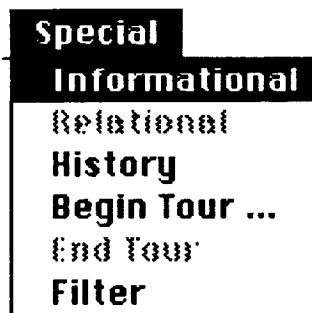 Special
Informational
Relational
History
Begin Tour ...
End Tour
Filter